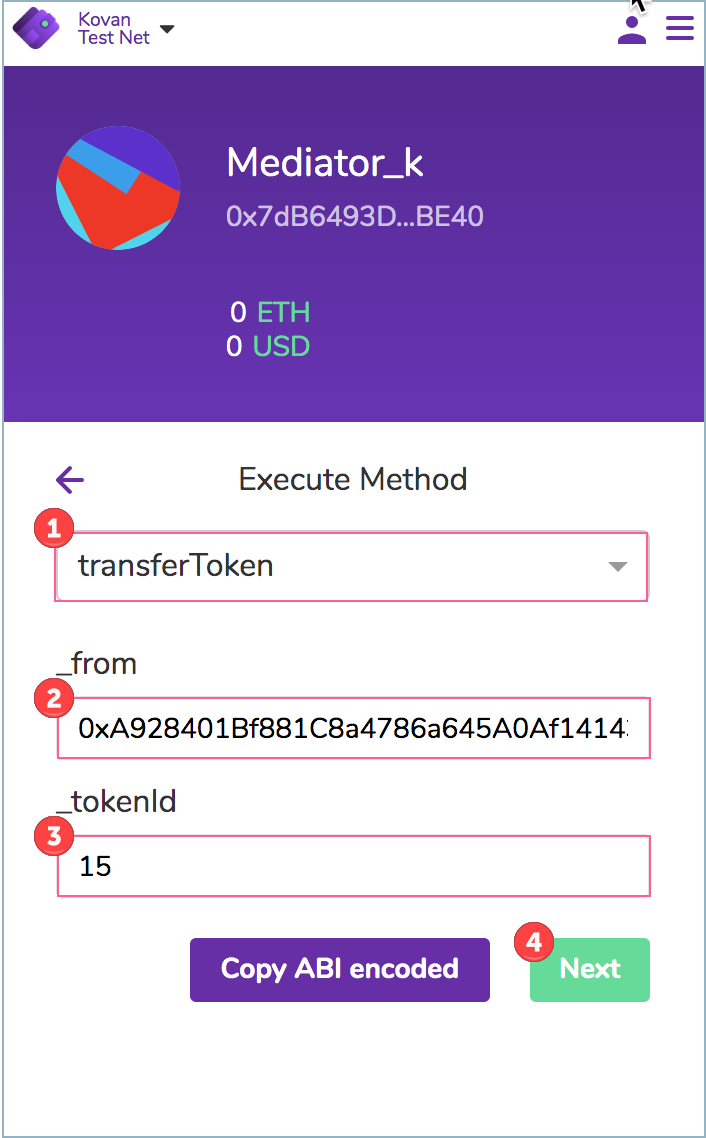 Kovan
Test Net
Mediator_k
0x7dB6493D...BE40
0 ETH
0 USD
Execute Method
1
transferToken
_from
2
0xA928401Bf881C8a4786a645A0Af1414
_tokenId
3
15
4
Copy ABI encoded
Next